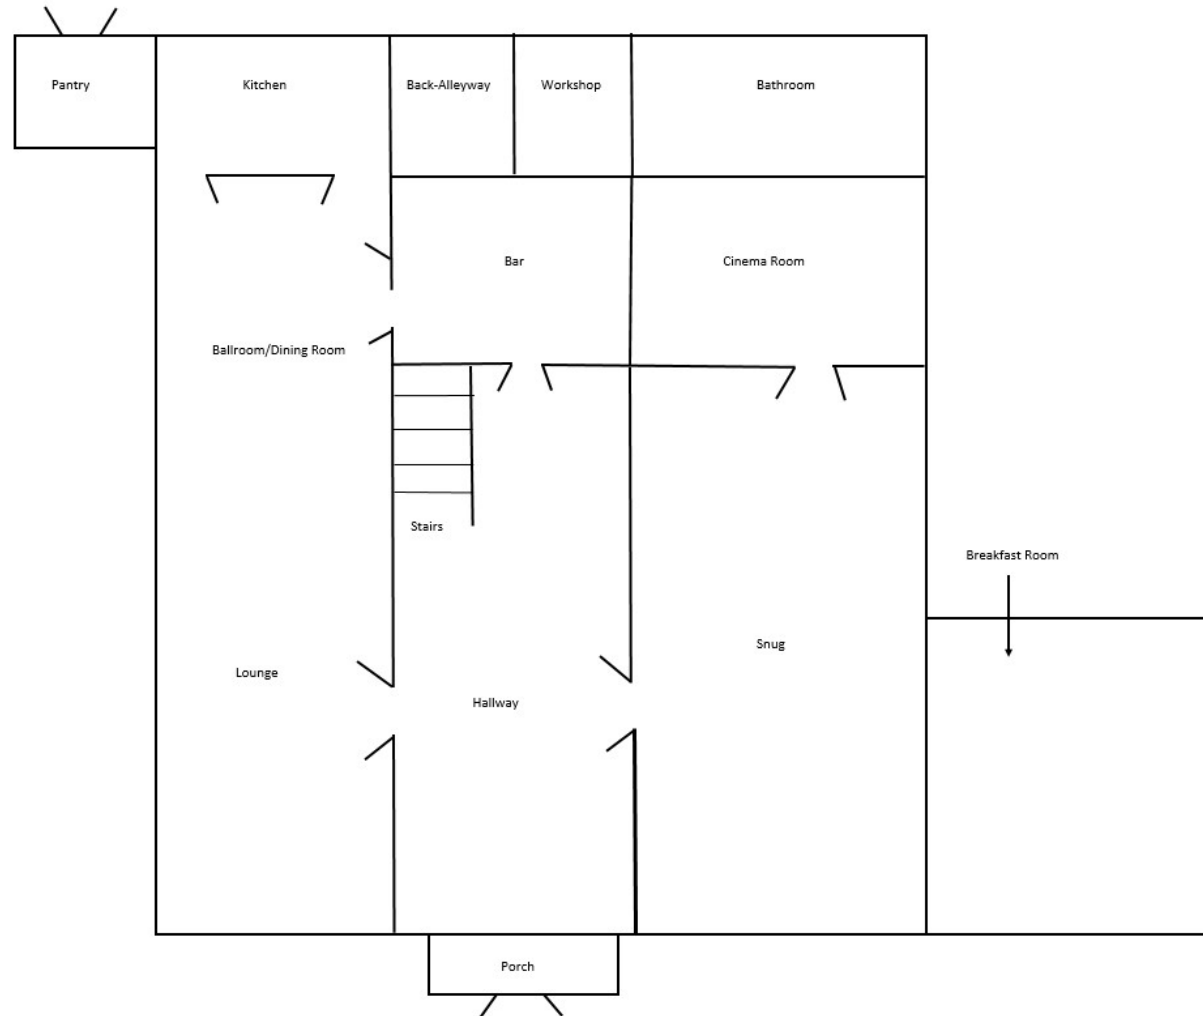 Pantry
Kitchen
Back-Alleyway
Workshop
Bathroom
Bar
Cinema Room
Ballroom/Dining Room
Stairs
Breakfast Room
Snug
Lounge
Hallway
Porch